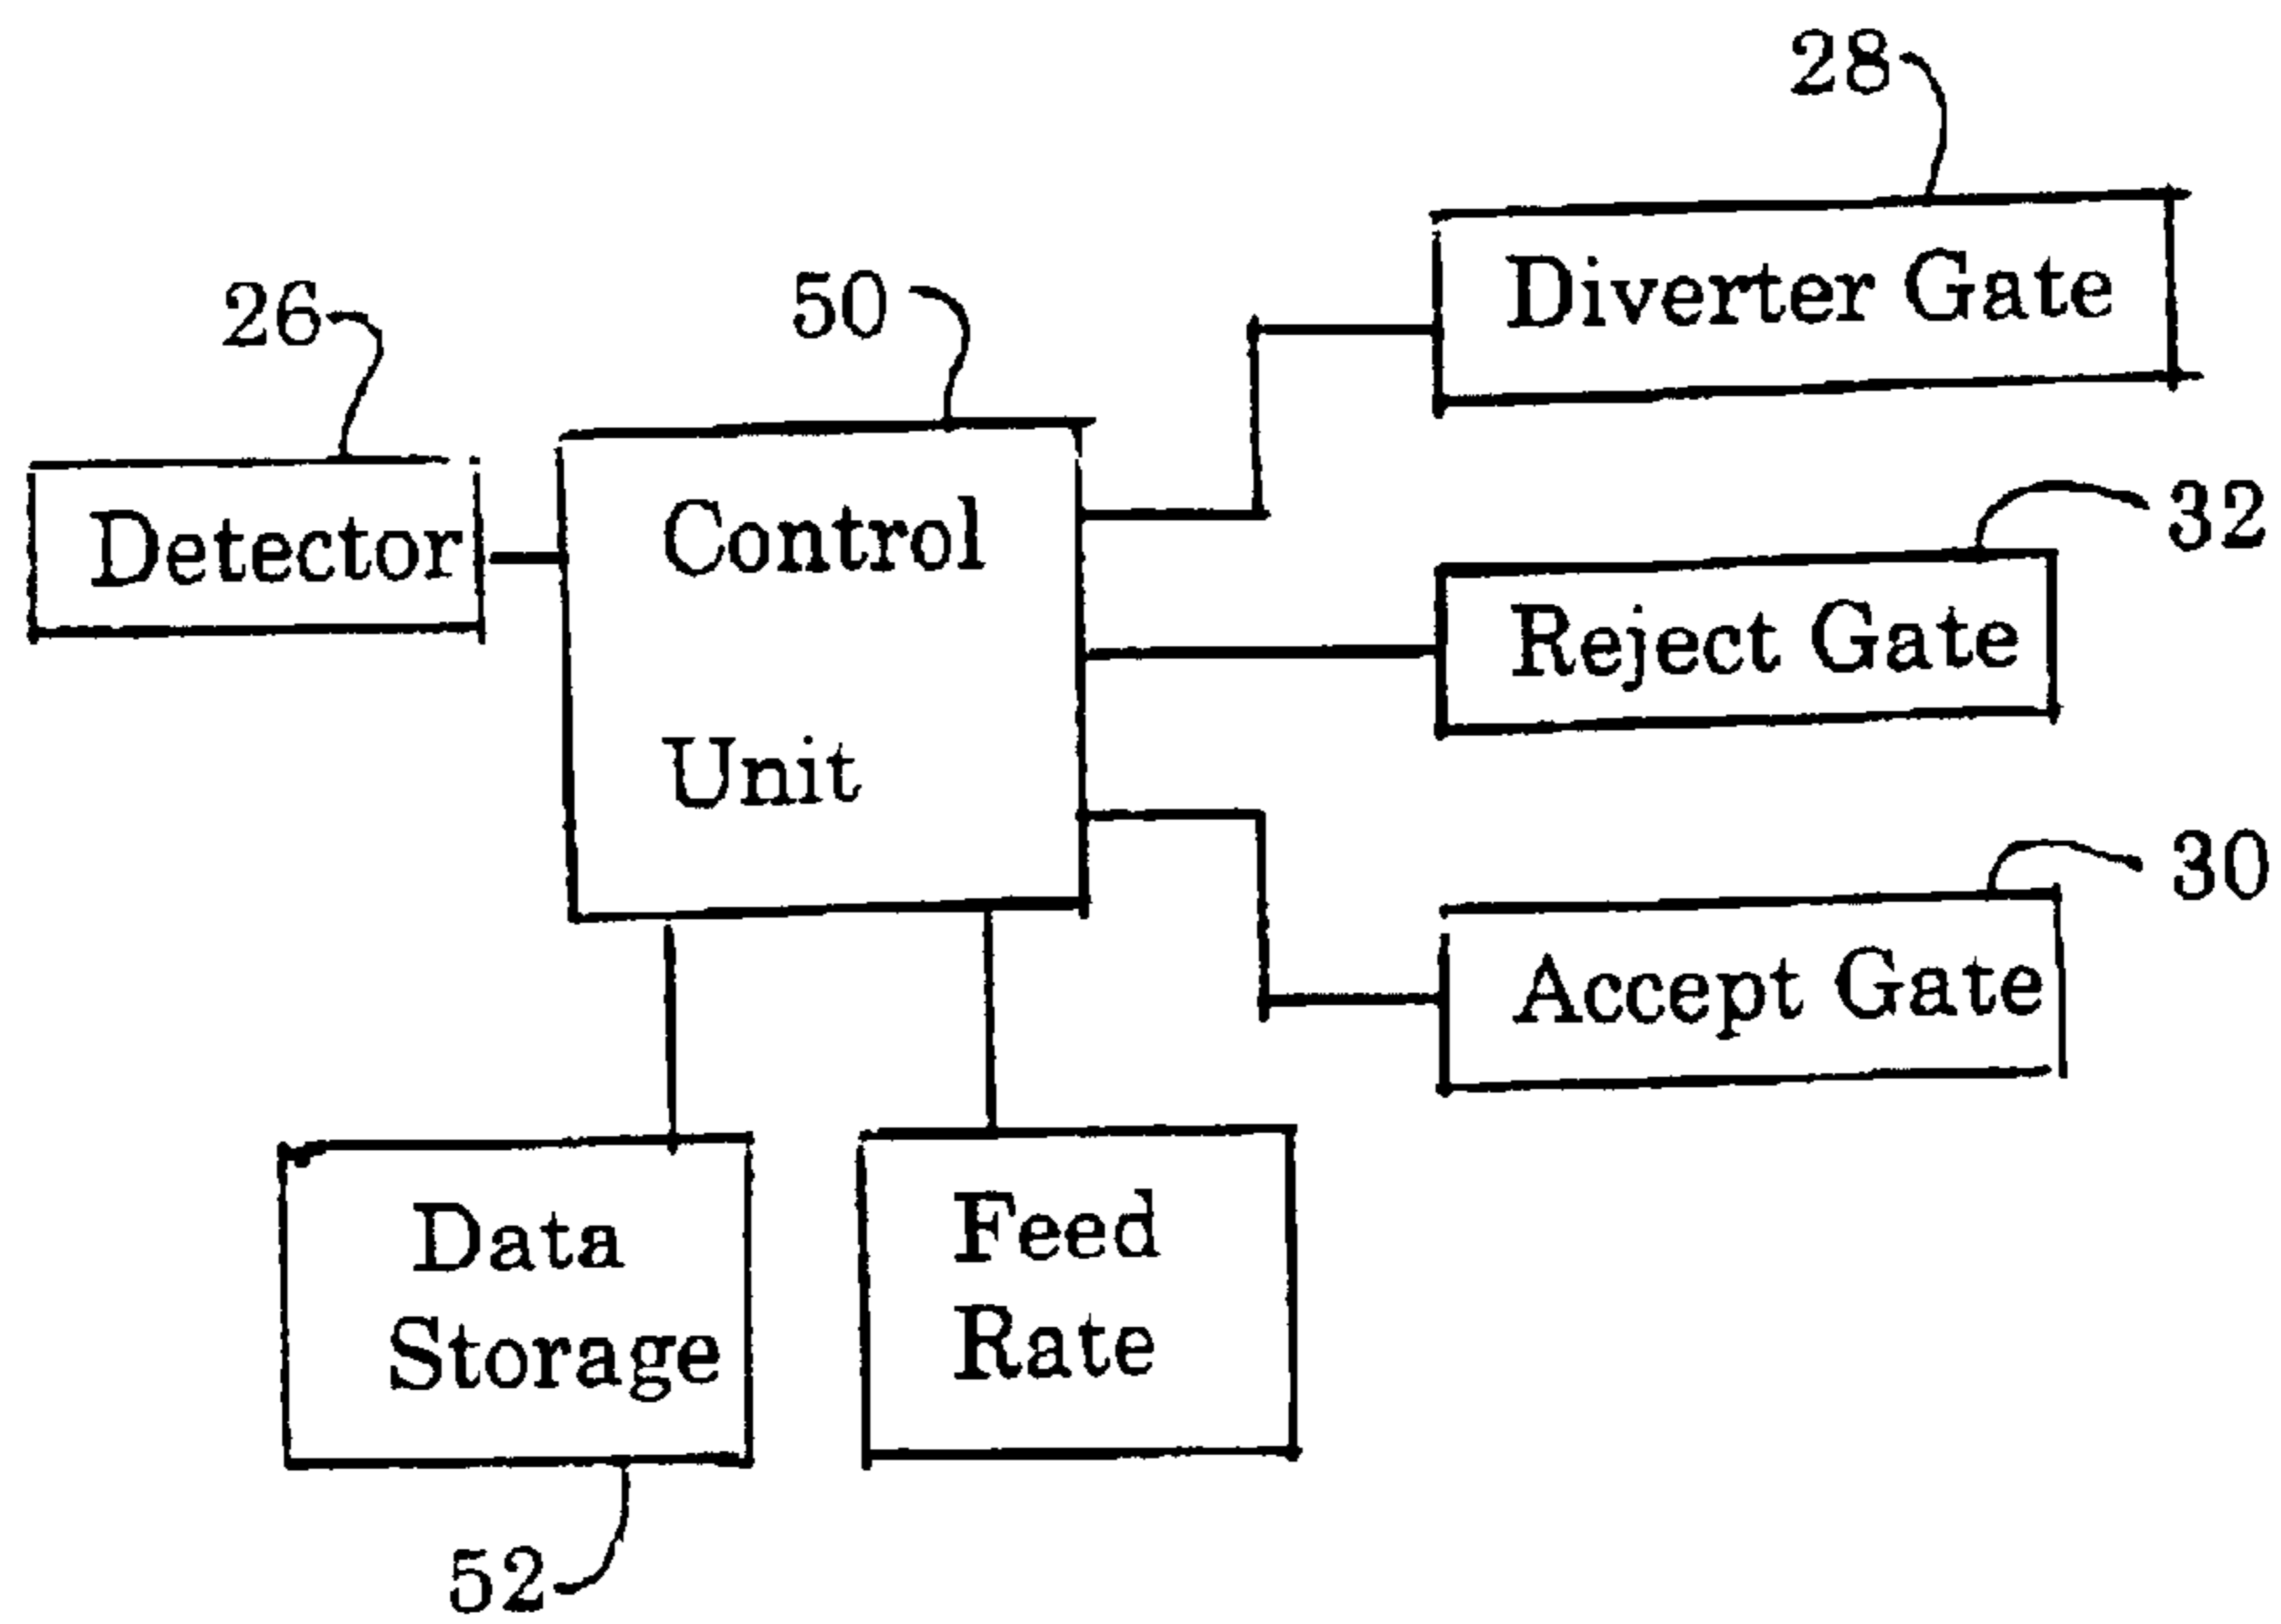 28
26
50
Diverter Gate
Detector
Control
Unit
32
Reject Gate
30
Accept Gate
Data
Storage
Feed
Rate
52